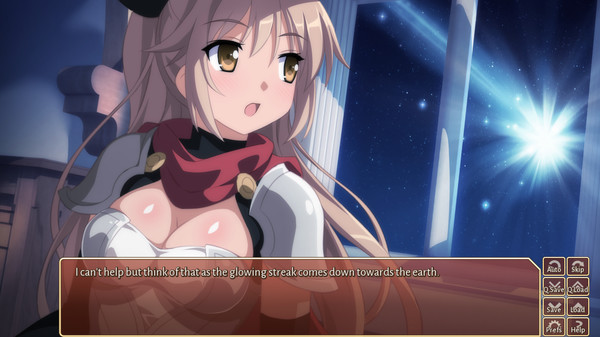 I can't help but think of that as the glowing streak comes down towards the earth.
Auto
Skip
Q.Save
Q.Load
Save
Load
Prefs
Help